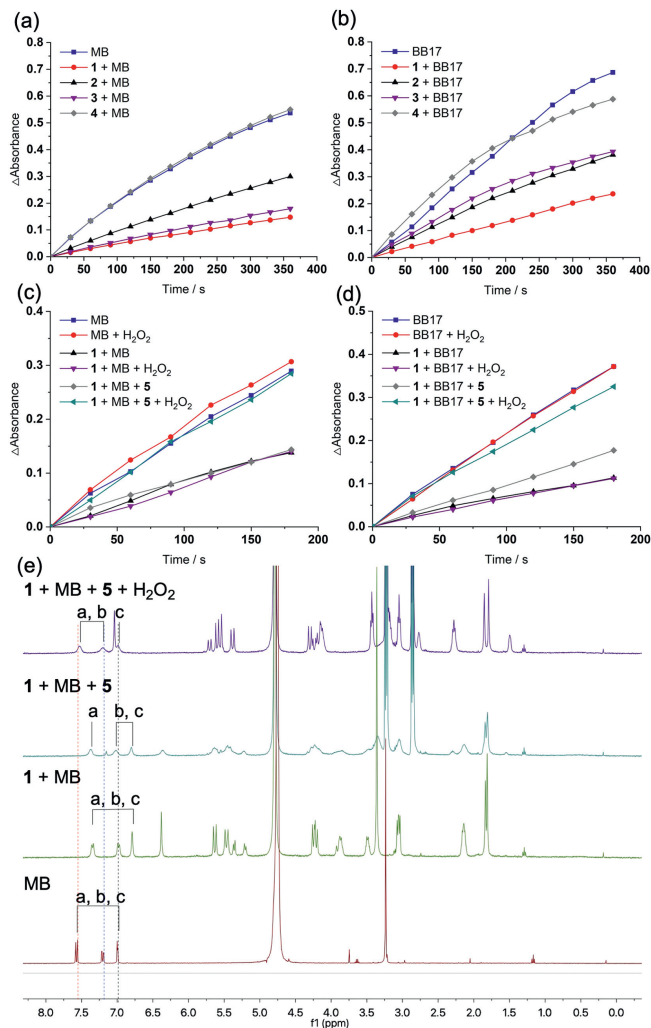 (a)
0.8
0.7
0.6
0.5
0.4
0.3
0.2
0.1
0.0
△Absorbance
MB
1 + MB
2 + MB
3 + MB
4 + MB
0 50 100 150 200 250 300 350 400
Time / s
(b)
0.8
0.7
0.6
0.5
0.4
0.3
0.2
0.1
0.0
△Absorbance
BB17
1 + BB17
2 + BB17
3 + BB17
4 + BB17
0 50 100 150 200 250 300 350 400
Time / s
(c)
0.4
0.3
0.2
0.1
0.0
△Absorbance
MB
MB + H₂O₂
1 + MB
1 + MB + H₂O₂
1 + MB + 5
1 + MB + 5 + H₂O₂
0 50 100 150 200
Time / s
(d)
0.5
0.4
0.3
0.2
0.1
0.0
△Absorbance
BB17
BB17 + H₂O₂
1 + BB17
1 + BB17 + H₂O₂
1 + BB17 + 5
1 + BB17 + 5 + H₂O₂
0 50 100 150 200
Time / s
(e)
1 + MB + 5 + H₂O₂
a, b c
1 + MB + 5
a b, c
1 + MB
a, b, c
MB
a, b, c
8.0 7.5 7.0 6.5 6.0 5.5 5.0 4.5 4.0 3.5 3.0 2.5 2.0 1.5 1.0 0.5 0.0
f1 (ppm)